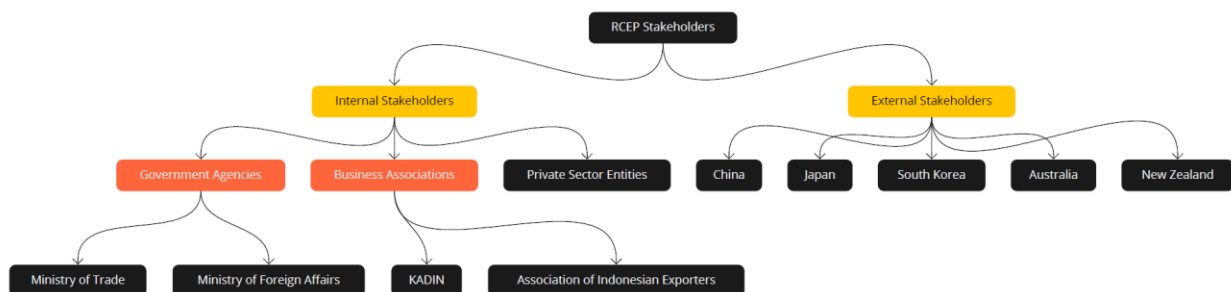 RCEP Stakeholders
Internal Stakeholders
External Stakeholders
Government Agencies
Business Associations
Private Sector Entities
China
Japan
South Korea
Australia
New Zealand
Ministry of Trade
Ministry of Foreign Affairs
KADIN
Association of Indonesian Exporters